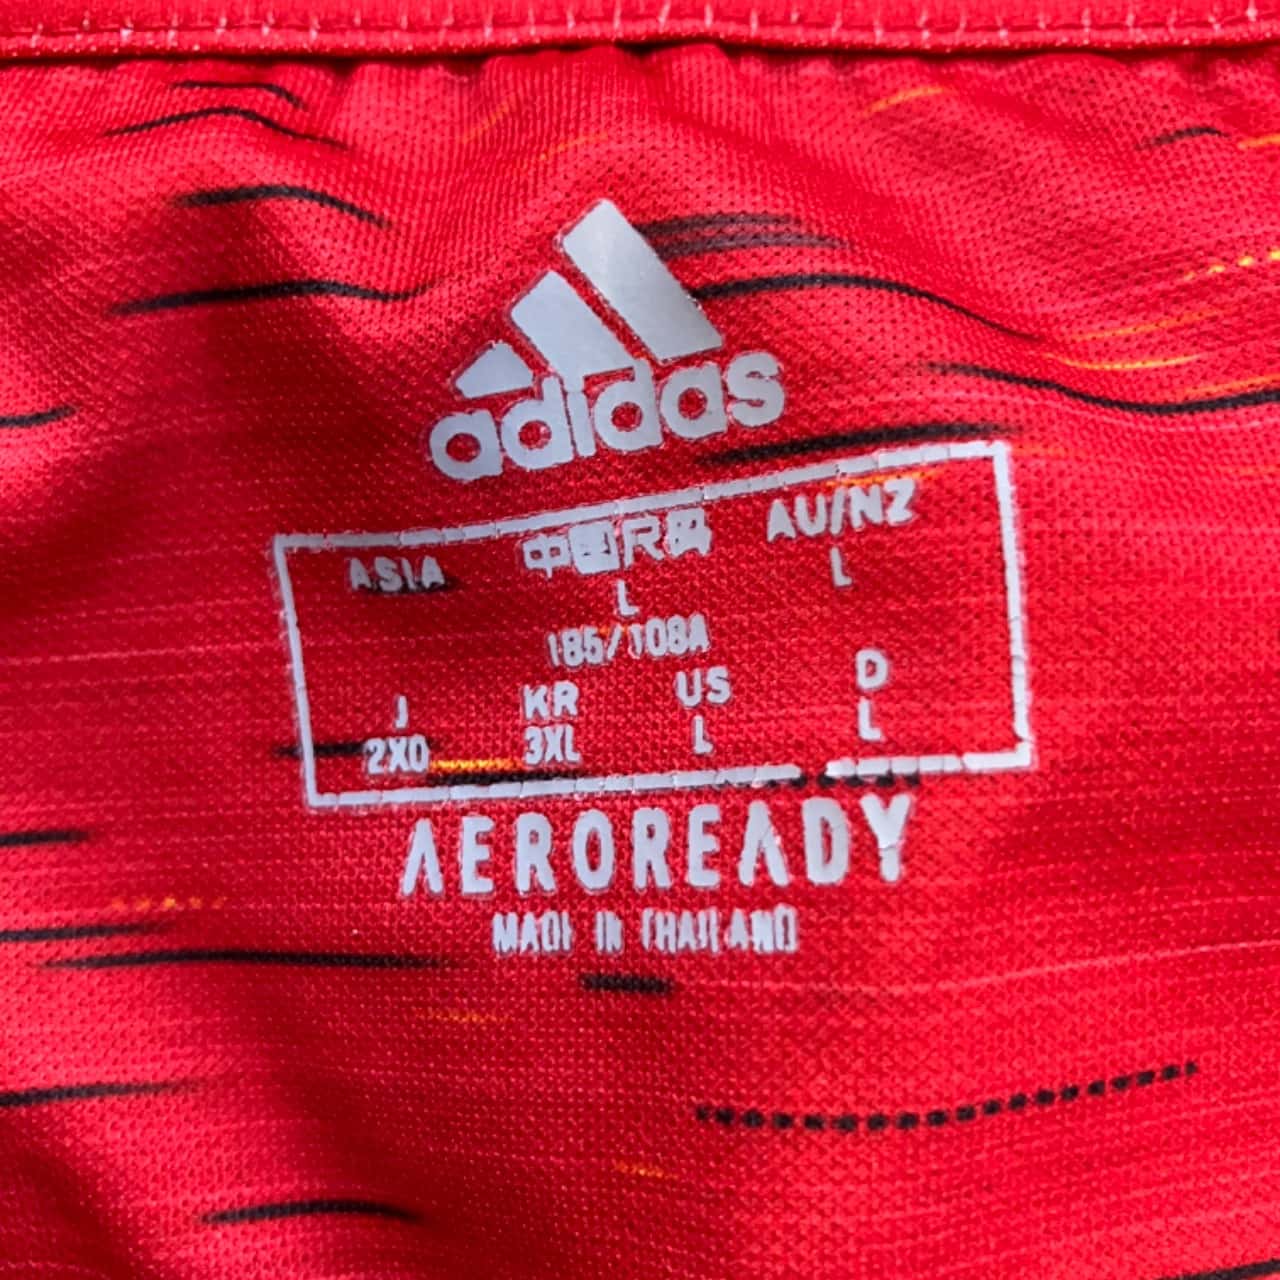 adidas
ASIA 中国尺码 AU/NZ
L L
185/108A
J KR US D
2XO 3XL L L
AEROREADY
MADE IN THAILAND